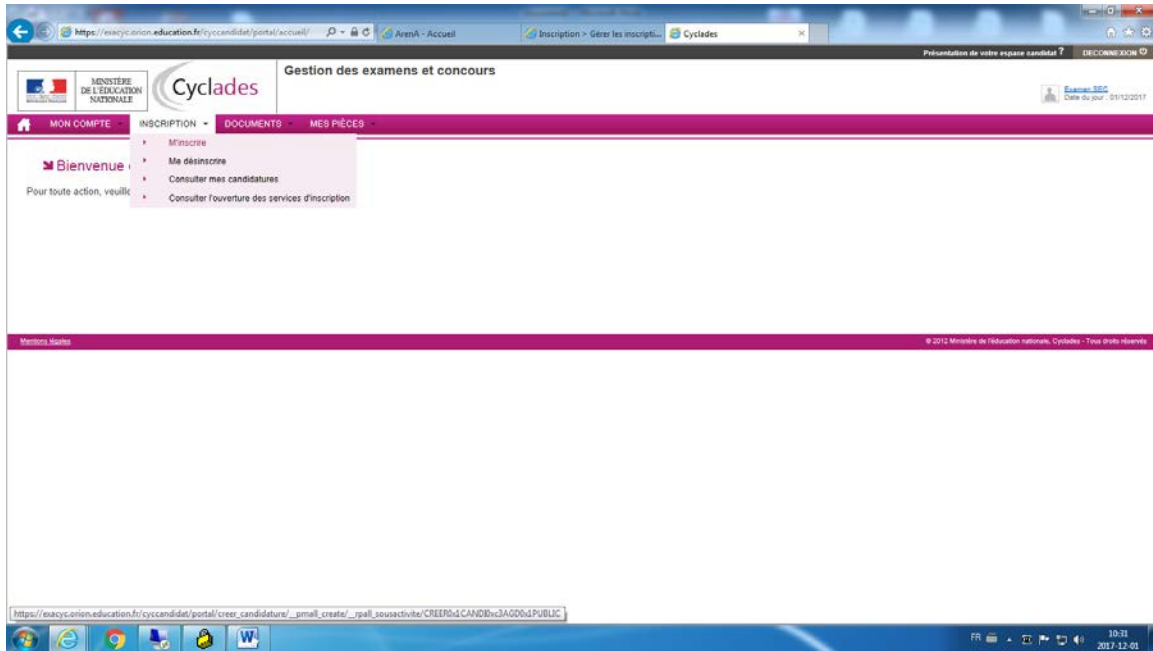 https://exacyc.orion.education.fr/cyccandidat/portal/accueil/
ArenA - Accueil
Inscription > Gérer les inscripti...
Cyclades
Présentation de votre espace candidat ?
DECONNEXION
MINISTÈRE
DE L'ÉDUCATION
NATIONALE
Cyclades
Gestion des examens et concours
Examen SEC
Date du jour : 01/12/2017
MON COMPTE
INSCRIPTION
DOCUMENTS
MES PIÈCES
M'inscrire
Me désinscrire
Consulter mes candidatures
Consulter l'ouverture des services d'inscription
Bienvenue
Pour toute action, veuille
Mentions légales
© 2012 Ministère de l'éducation nationale, Cyclades - Tous droits réservés
https://exacyc.orion.education.fr/cyccandidat/portal/creer_candidature/__pmall_create/__rpall_sousactivite/
FR
10:31
2017-12-01